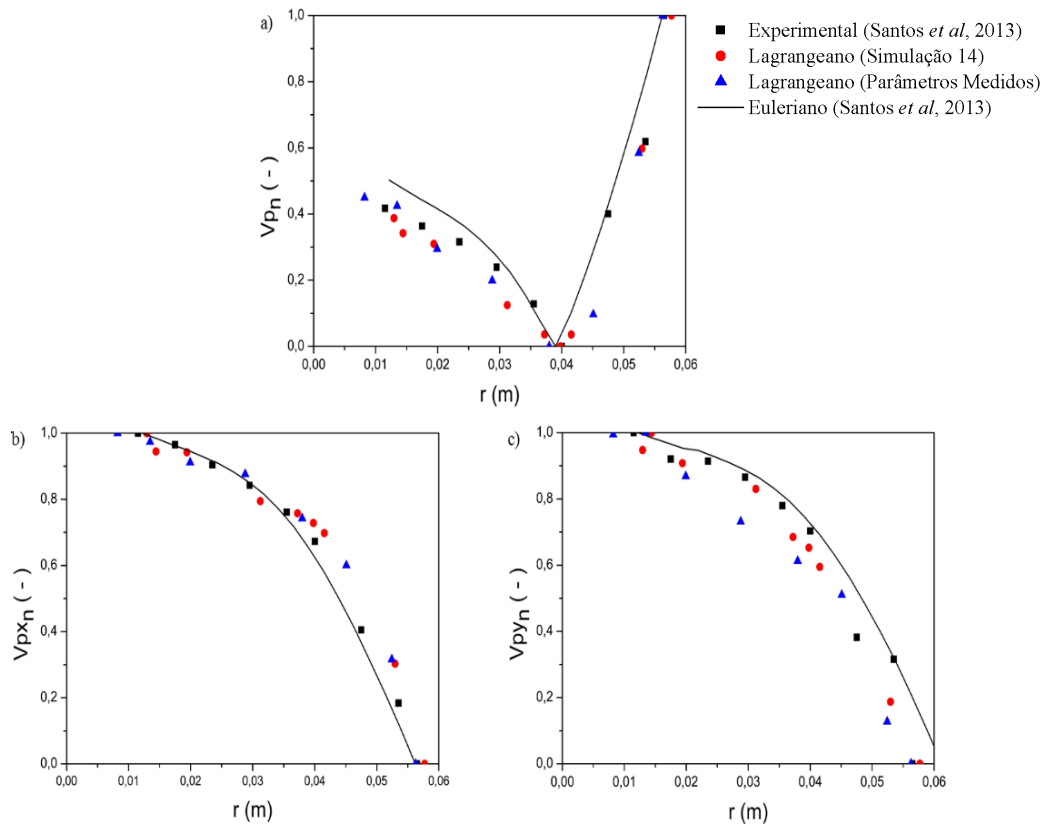 a)
Experimental (Santos et al, 2013)
Lagrangeano (Simulação 14)
Lagrangeano (Parâmetros Medidos)
Euleriano (Santos et al, 2013)
Vpn ( - )
1,0
0,8
0,6
0,4
0,2
0,0
0,00 0,01 0,02 0,03 0,04 0,05 0,06
r (m)
b)
Vpxn ( - )
1,0
0,8
0,6
0,4
0,2
0,0
0,00 0,01 0,02 0,03 0,04 0,05 0,06
r (m)
c)
Vpyn ( - )
1,0
0,8
0,6
0,4
0,2
0,0
0,00 0,01 0,02 0,03 0,04 0,05 0,06
r (m)